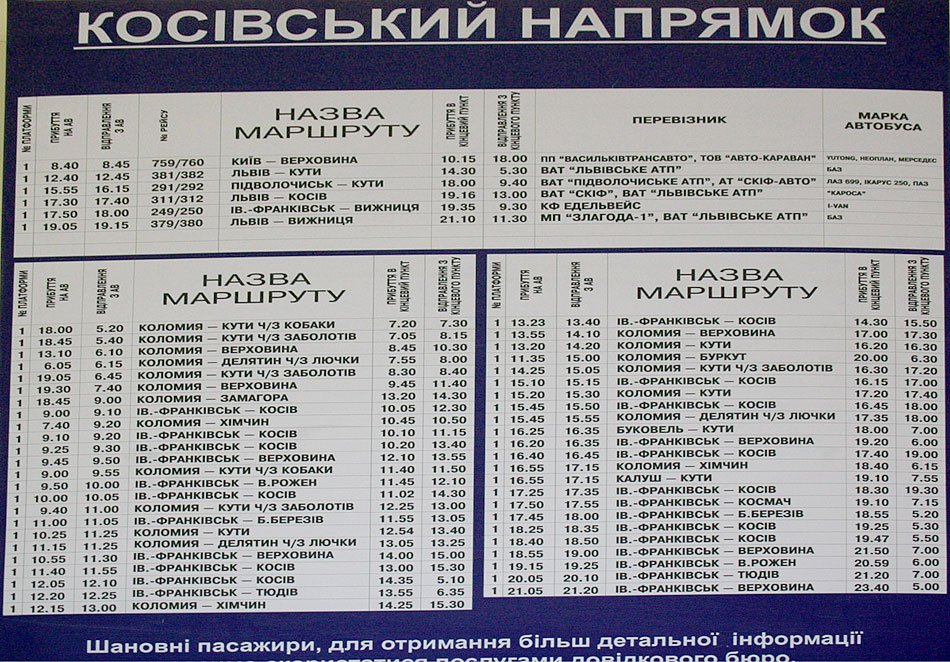 КОСІВСЬКИЙ НАПРЯМОК
№ ПЛАТФОРМИ ПРИБУТТЯ НА АВ ВІДПРАВЛЕННЯ З АВ № РЕЙСУ НАЗВА МАРШРУТУ ПРИБУТТЯ В КІНЦЕВИЙ ПУНКТ ВІДПРАВЛЕННЯ З КІНЦЕВОГО ПУНКТУ ПЕРЕВІЗНИК МАРКА АВТОБУСА
1 8.40 8.45 759/760 КИЇВ – ВЕРХОВИНА 10.15 18.00 ПП "ВАСИЛЬКІВТРАНСАВТО", ТОВ "АВТО-КАРАВАН" YUTONG, НЕОПЛАН, МЕРСЕДЕС
1 12.40 12.45 381/382 ЛЬВІВ – КУТИ 14.30 5.30 ВАТ "ЛЬВІВСЬКЕ АТП" БАЗ
1 15.55 16.15 291/292 ПІДВОЛОЧИСЬК – КУТИ 18.00 9.40 ВАТ "ПІДВОЛОЧИСЬКЕ АТП", АТ "СКІФ-АВТО" ЛАЗ 699, ІКАРУС 250, ПАЗ
1 17.30 17.40 311/312 ЛЬВІВ – КОСІВ 19.16 13.00 ВАТ "СКІФ", ВАТ "ЛЬВІВСЬКЕ АТП" "КАРОСА"
1 17.50 18.00 249/250 ІВ.-ФРАНКІВСЬК – ВИЖНИЦЯ 19.35 9.30 КФ ЕДЕЛЬВЕЙС I-VAN
1 19.05 19.15 379/380 ЛЬВІВ – ВИЖНИЦЯ 21.10 11.30 МП "ЗЛАГОДА-1", ВАТ "ЛЬВІВСЬКЕ АТП" БАЗ
№ ПЛАТФОРМИ ПРИБУТТЯ НА АВ ВІДПРАВЛЕННЯ З АВ НАЗВА МАРШРУТУ ПРИБУТТЯ В КІНЦЕВИЙ ПУНКТ ВІДПРАВЛЕННЯ З КІНЦЕВОГО ПУНКТУ
1 18.00 5.20 КОЛОМИЯ – КУТИ Ч/З КОБАКИ 7.20 7.30
1 18.45 5.40 КОЛОМИЯ – КУТИ Ч/З ЗАБОЛОТІВ 7.05 8.15
1 13.10 6.10 КОЛОМИЯ – ВЕРХОВИНА 8.45 10.30
1 6.05 6.15 КОЛОМИЯ – ДЕЛЯТИН Ч/З ЛЮЧКИ 7.55 8.00
1 19.05 6.45 КОЛОМИЯ – КУТИ Ч/З ЗАБОЛОТІВ 8.30 8.40
1 19.30 7.40 КОЛОМИЯ – ВЕРХОВИНА 9.45 11.40
1 18.45 9.00 КОЛОМИЯ – ЗАМАГОРА 13.20 14.30
1 9.00 9.10 ІВ.-ФРАНКІВСЬК – КОСІВ 10.05 12.30
1 7.40 9.20 КОЛОМИЯ – ХІМЧИН 10.45 10.50
1 9.10 9.20 ІВ.-ФРАНКІВСЬК – КОСІВ 10.10 11.15
1 9.25 9.30 ІВ.-ФРАНКІВСЬК – КОСІВ 10.20 13.40
1 9.45 9.50 ІВ.-ФРАНКІВСЬК – ВЕРХОВИНА 12.10 13.55
1 9.00 9.55 КОЛОМИЯ – КУТИ Ч/З КОБАКИ 11.40 11.50
1 9.50 10.00 ІВ.-ФРАНКІВСЬК – В.РОЖЕН 11.45 12.10
1 10.00 10.05 ІВ.-ФРАНКІВСЬК – КОСІВ 11.02 14.30
1 9.40 11.00 КОЛОМИЯ – КУТИ Ч/З ЗАБОЛОТІВ 12.25 13.00
1 11.00 11.05 ІВ.-ФРАНКІВСЬК – Б.БЕРЕЗІВ 11.55 13.05
1 10.25 11.25 КОЛОМИЯ – КУТИ 12.54 13.40
1 11.15 11.25 КОЛОМИЯ – ДЕЛЯТИН Ч/З ЛЮЧКИ 13.05 13.25
1 10.55 11.30 ІВ.-ФРАНКІВСЬК – ВЕРХОВИНА 14.00 15.00
1 11.40 11.55 ІВ.-ФРАНКІВСЬК – КОСІВ 13.00 15.30
1 12.05 12.10 ІВ.-ФРАНКІВСЬК – КОСІВ 14.35 5.10
1 12.20 12.25 ІВ.-ФРАНКІВСЬК – ТЮДІВ 13.55 6.35
1 12.15 13.00 КОЛОМИЯ – ХІМЧИН 14.25 15.30
№ ПЛАТФОРМИ ПРИБУТТЯ НА АВ ВІДПРАВЛЕННЯ З АВ НАЗВА МАРШРУТУ ПРИБУТТЯ В КІНЦЕВИЙ ПУНКТ ВІДПРАВЛЕННЯ З КІНЦЕВОГО ПУНКТУ
1 13.23 13.40 ІВ.-ФРАНКІВСЬК – КОСІВ 14.30 15.50
1 13.55 14.10 КОЛОМИЯ – ВЕРХОВИНА 17.00 17.30
1 13.20 14.20 КОЛОМИЯ – КУТИ 16.20 16.30
1 11.35 15.00 КОЛОМИЯ – БУРКУТ 20.00 6.30
1 14.25 15.05 КОЛОМИЯ – КУТИ Ч/З ЗАБОЛОТІВ 16.30 17.20
1 15.10 15.15 ІВ.-ФРАНКІВСЬК – КОСІВ 16.15 17.00
1 15.20 15.30 КОЛОМИЯ – КУТИ 17.20 17.40
1 15.45 15.50 ІВ.-ФРАНКІВСЬК – КОСІВ 16.45 18.00
1 15.45 15.55 КОЛОМИЯ – ДЕЛЯТИН Ч/З ЛЮЧКИ 17.35 18.00
1 16.25 16.35 БУКОВЕЛЬ – КУТИ 18.00 7.00
1 16.20 16.35 ІВ.-ФРАНКІВСЬК – ВЕРХОВИНА 19.20 6.00
1 16.40 16.45 ІВ.-ФРАНКІВСЬК – КОСІВ 17.40 19.00
1 16.55 17.15 КОЛОМИЯ – ХІМЧИН 18.40 6.15
1 16.55 17.15 КАЛУШ – КУТИ 19.10 7.55
1 17.25 17.35 ІВ.-ФРАНКІВСЬК – КОСІВ 18.30 19.30
1 17.50 17.55 ІВ.-ФРАНКІВСЬК – КОСМАЧ 19.10 7.15
1 17.45 18.00 ІВ.-ФРАНКІВСЬК – Б.БЕРЕЗІВ 18.55 5.20
1 18.25 18.35 ІВ.-ФРАНКІВСЬК – КОСІВ 19.25 5.30
1 18.40 18.50 ІВ.-ФРАНКІВСЬК – КОСІВ 19.47 5.50
1 18.55 19.00 ІВ.-ФРАНКІВСЬК – ВЕРХОВИНА 21.50 7.00
1 19.15 19.25 ІВ.-ФРАНКІВСЬК – В.РОЖЕН 20.59 6.00
1 20.05 20.10 ІВ.-ФРАНКІВСЬК – ТЮДІВ 21.20 7.00
1 21.05 21.20 ІВ.-ФРАНКІВСЬК – ВЕРХОВИНА 23.40 5.00
Шановні пасажири, для отримання більш детальної інформації
скористатися послугами довідкового бюро.